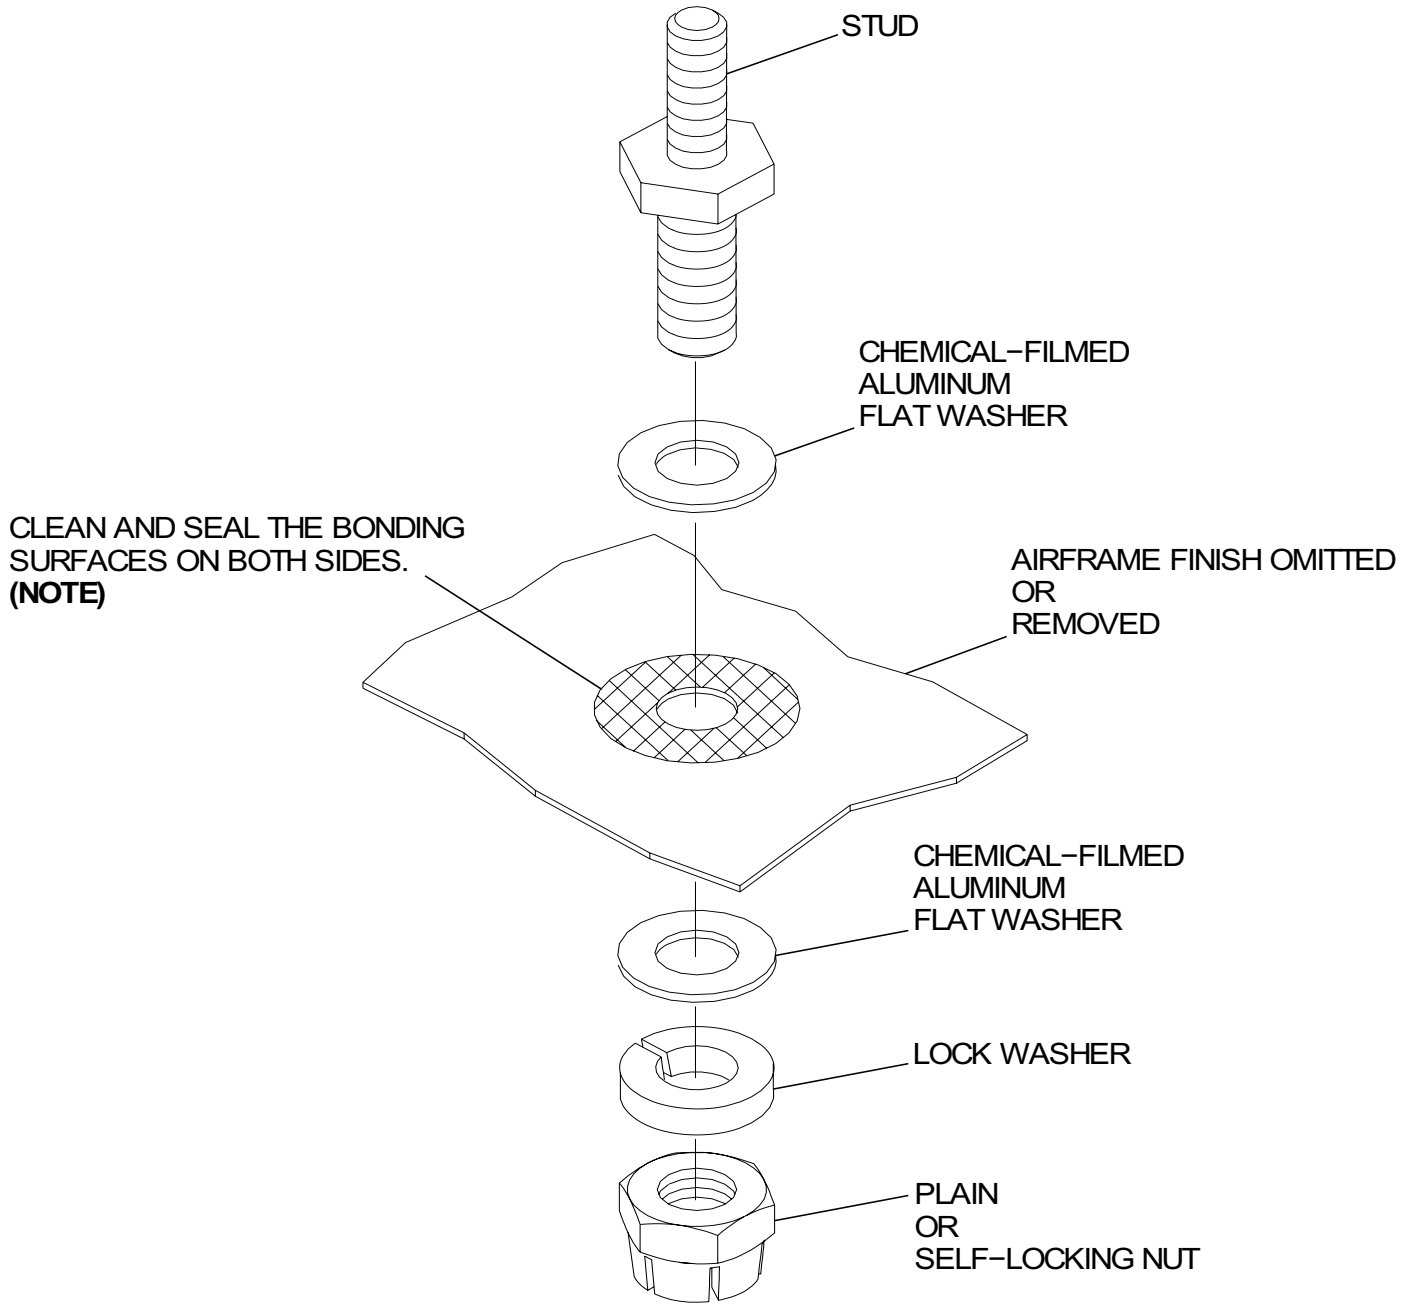 STUD
CHEMICAL-FILMED
ALUMINUM
FLAT WASHER
CLEAN AND SEAL THE BONDING
SURFACES ON BOTH SIDES.
(NOTE)
AIRFRAME FINISH OMITTED
OR
REMOVED
CHEMICAL-FILMED
ALUMINUM
FLAT WASHER
LOCK WASHER
PLAIN
OR
SELF-LOCKING NUT